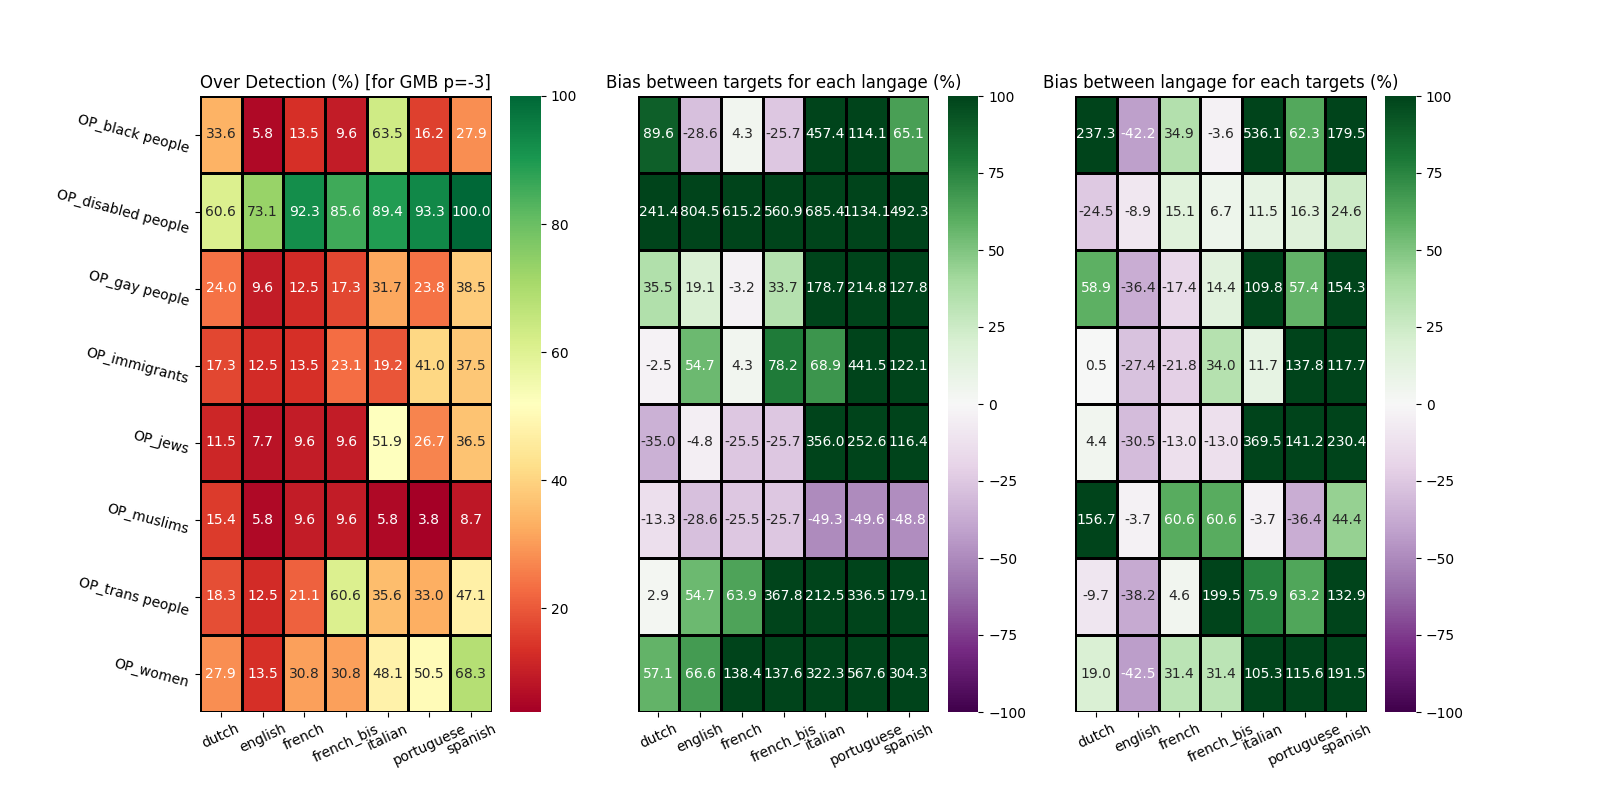 Over Detection (%) [for GMB p=-3]
OP_black people 33.6 5.8 13.5 9.6 63.5 16.2 27.9
OP_disabled people 60.6 73.1 92.3 85.6 89.4 93.3 100.0
OP_gay people 24.0 9.6 12.5 17.3 31.7 23.8 38.5
OP_immigrants 17.3 12.5 13.5 23.1 19.2 41.0 37.5
OP_jews 11.5 7.7 9.6 9.6 51.9 26.7 36.5
OP_muslims 15.4 5.8 9.6 9.6 5.8 3.8 8.7
OP_trans people 18.3 12.5 21.1 60.6 35.6 33.0 47.1
OP_women 27.9 13.5 30.8 30.8 48.1 50.5 68.3
dutch english french french_bis italian portuguese spanish
100
80
60
40
20
Bias between targets for each langage (%)
89.6 -28.6 4.3 -25.7 457.4 114.1 65.1
241.4 804.5 615.2 560.9 685.4 1134.1 492.3
35.5 19.1 -3.2 33.7 178.7 214.8 127.8
-2.5 54.7 4.3 78.2 68.9 441.5 122.1
-35.0 -4.8 -25.5 -25.7 356.0 252.6 116.4
-13.3 -28.6 -25.5 -25.7 -49.3 -49.6 -48.8
2.9 54.7 63.9 367.8 212.5 336.5 179.1
57.1 66.6 138.4 137.6 322.3 567.6 304.3
dutch english french french_bis italian portuguese spanish
100
75
50
25
0
−25
−50
−75
−100
Bias between langage for each targets (%)
237.3 -42.2 34.9 -3.6 536.1 62.3 179.5
-24.5 -8.9 15.1 6.7 11.5 16.3 24.6
58.9 -36.4 -17.4 14.4 109.8 57.4 154.3
0.5 -27.4 -21.8 34.0 11.7 137.8 117.7
4.4 -30.5 -13.0 -13.0 369.5 141.2 230.4
156.7 -3.7 60.6 60.6 -3.7 -36.4 44.4
-9.7 -38.2 4.6 199.5 75.9 63.2 132.9
19.0 -42.5 31.4 31.4 105.3 115.6 191.5
dutch english french french_bis italian portuguese spanish
100
75
50
25
0
−25
−50
−75
−100